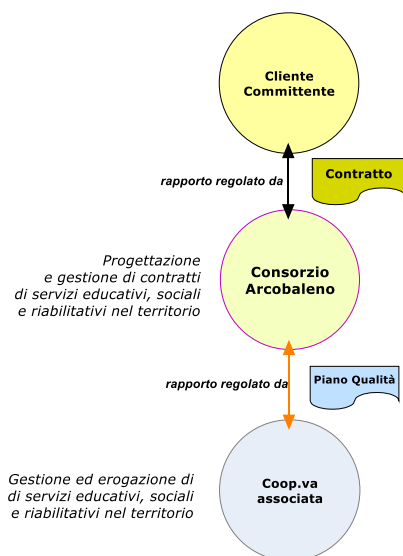 Cliente
Committente
rapporto regolato da
Contratto
Progettazione
e gestione di contratti
di servizi educativi, sociali
e riabilitativi nel territorio
Consorzio
Arcobaleno
rapporto regolato da
Piano Qualità
Gestione ed erogazione di
di servizi educativi, sociali
e riabilitativi nel territorio
Coop.va
associata